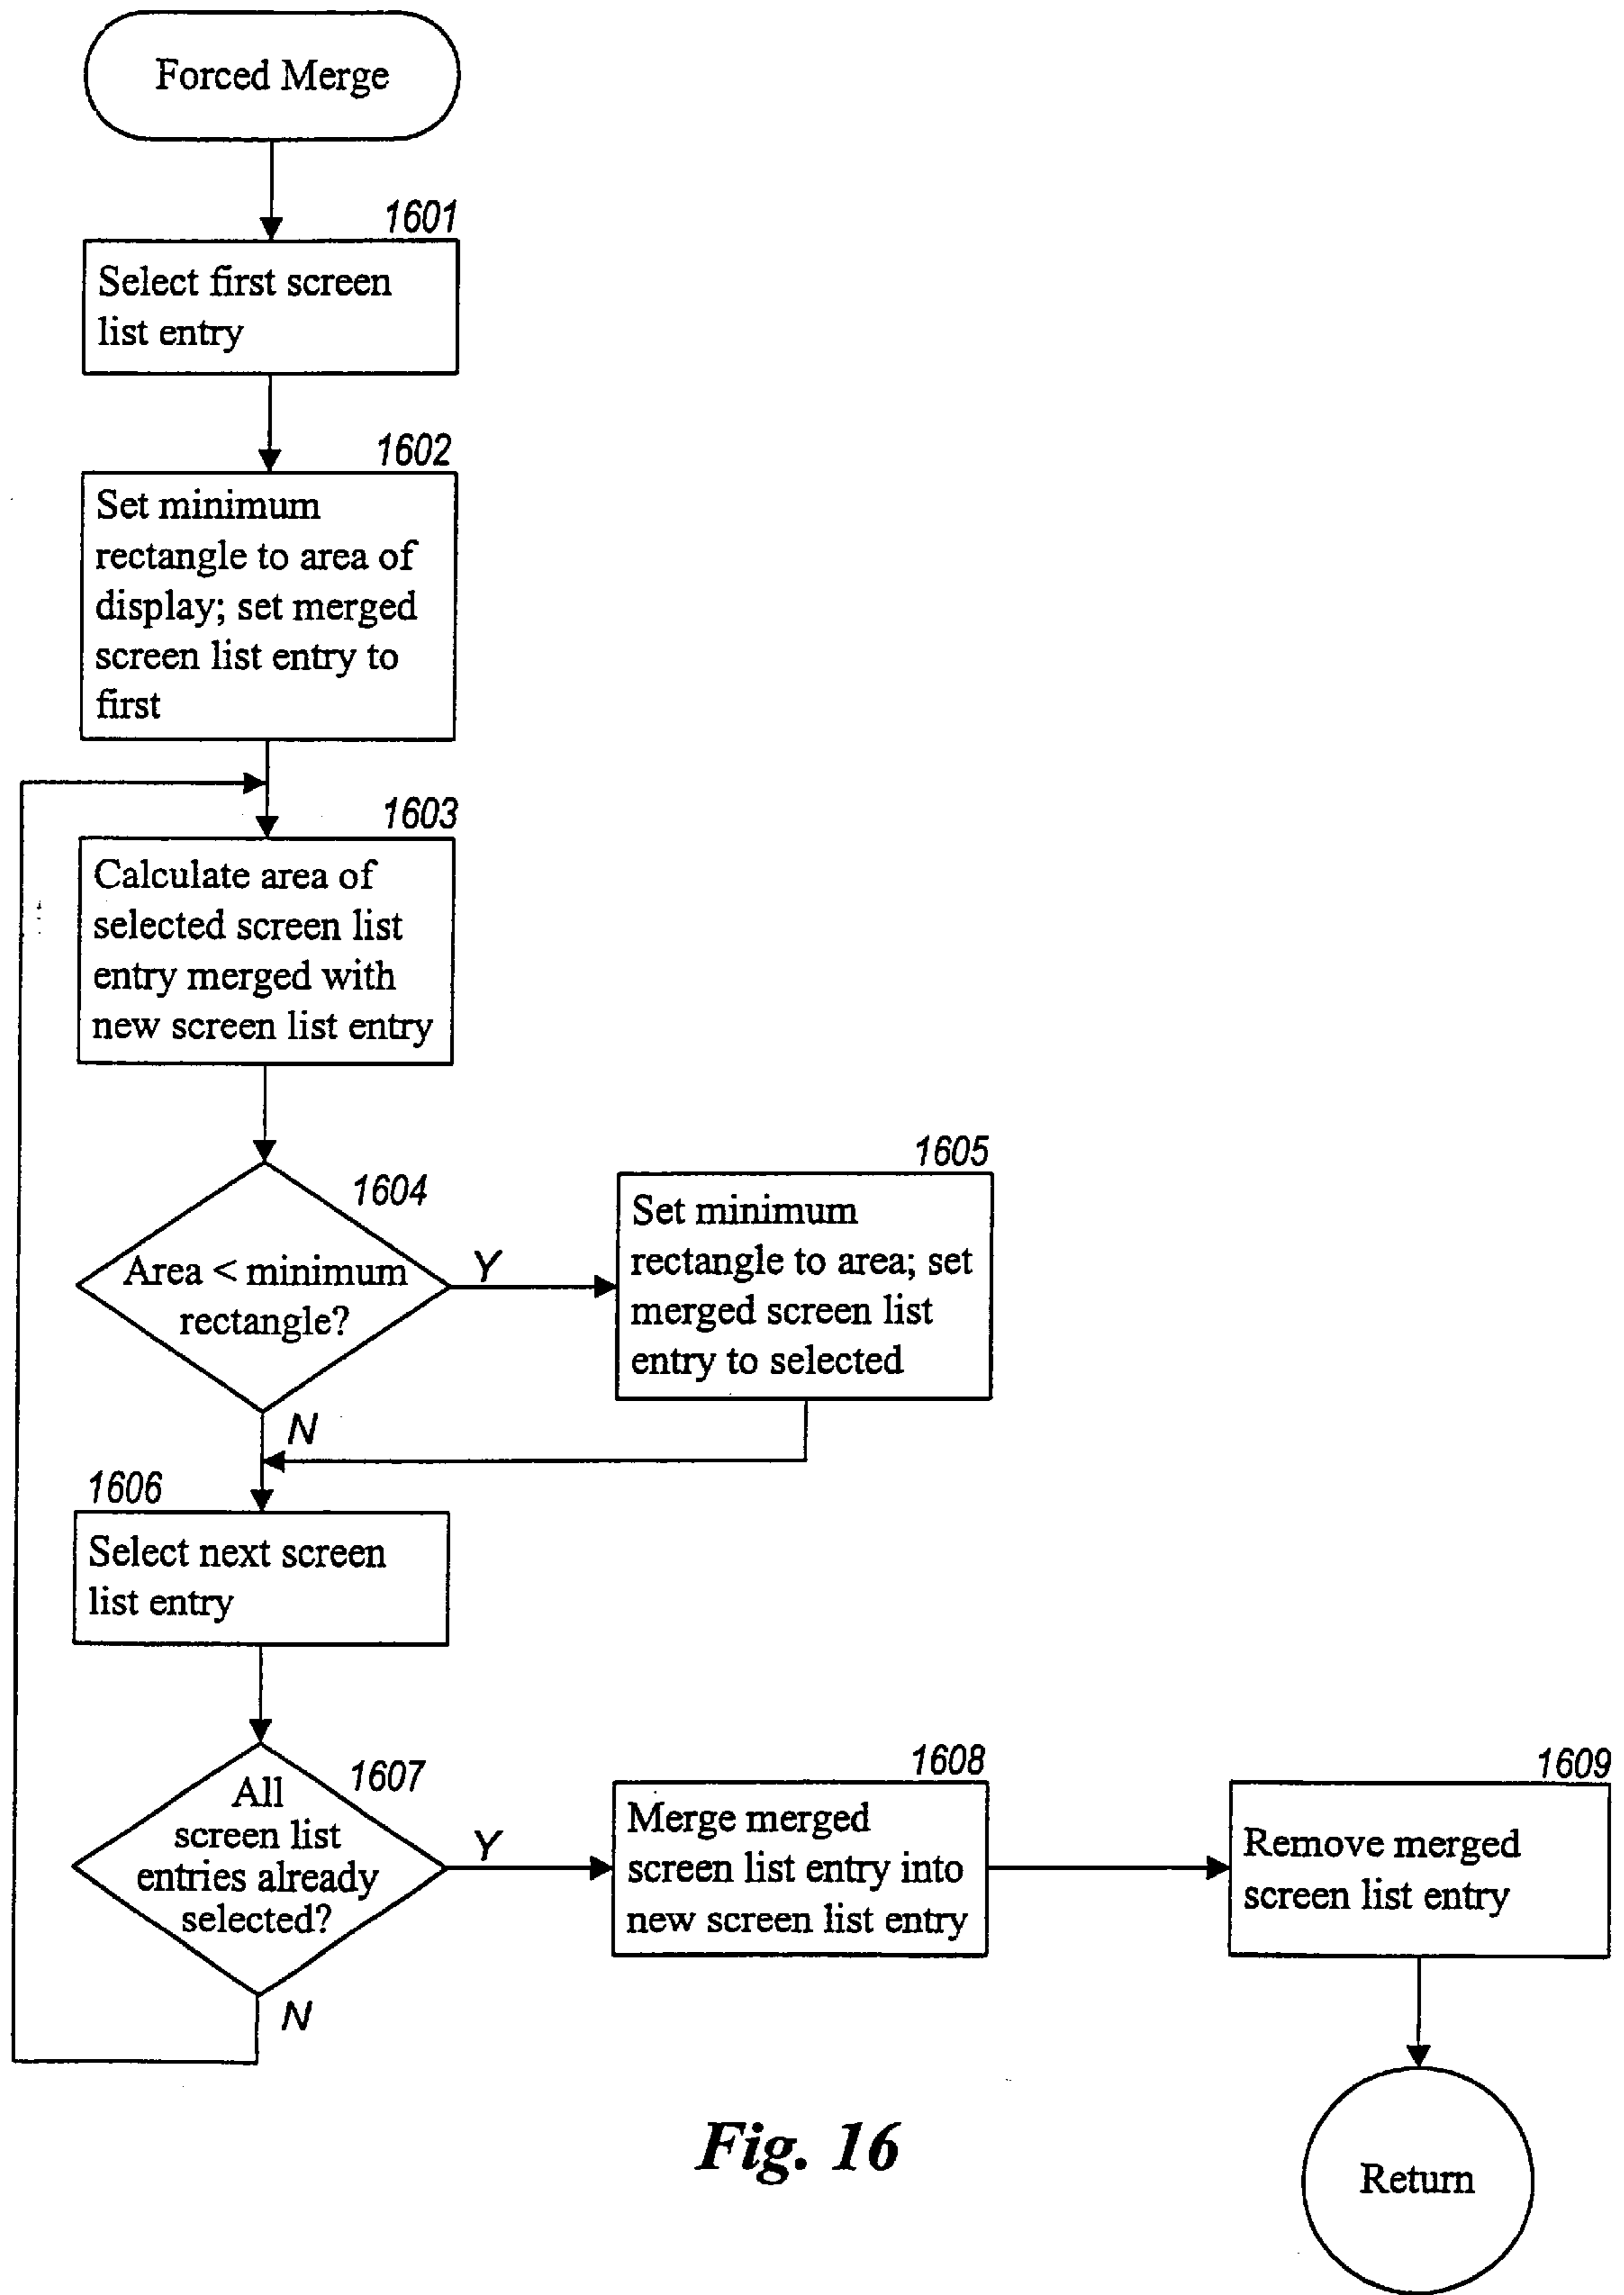 Forced Merge
1601
Select first screen
list entry
1602
Set minimum
rectangle to area of
display; set merged
screen list entry to
first
1603
Calculate area of
selected screen list
entry merged with
new screen list entry
1604
Area < minimum
rectangle?
Y
N
1605
Set minimum
rectangle to area; set
merged screen list
entry to selected
1606
Select next screen
list entry
1607
All
screen list
entries already
selected?
Y
N
1608
Merge merged
screen list entry into
new screen list entry
1609
Remove merged
screen list entry
Return
Fig. 16